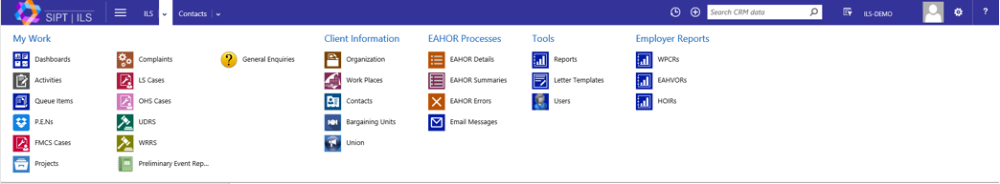 SIPT | ILS
ILS
Contacts
Search CRM data
ILS-DEMO
?
My Work
Dashboards
Activities
Queue Items
P.E.Ns
FMCS Cases
Projects
Complaints
LS Cases
OHS Cases
UDRS
WRRS
Preliminary Event Rep...
? General Enquiries
Client Information
Organization
Work Places
Contacts
Bargaining Units
Union
EAHOR Processes
EAHOR Details
EAHOR Summaries
EAHOR Errors
Email Messages
Tools
Reports
Letter Templates
Users
Employer Reports
WPCRs
EAHVORs
HOIRs